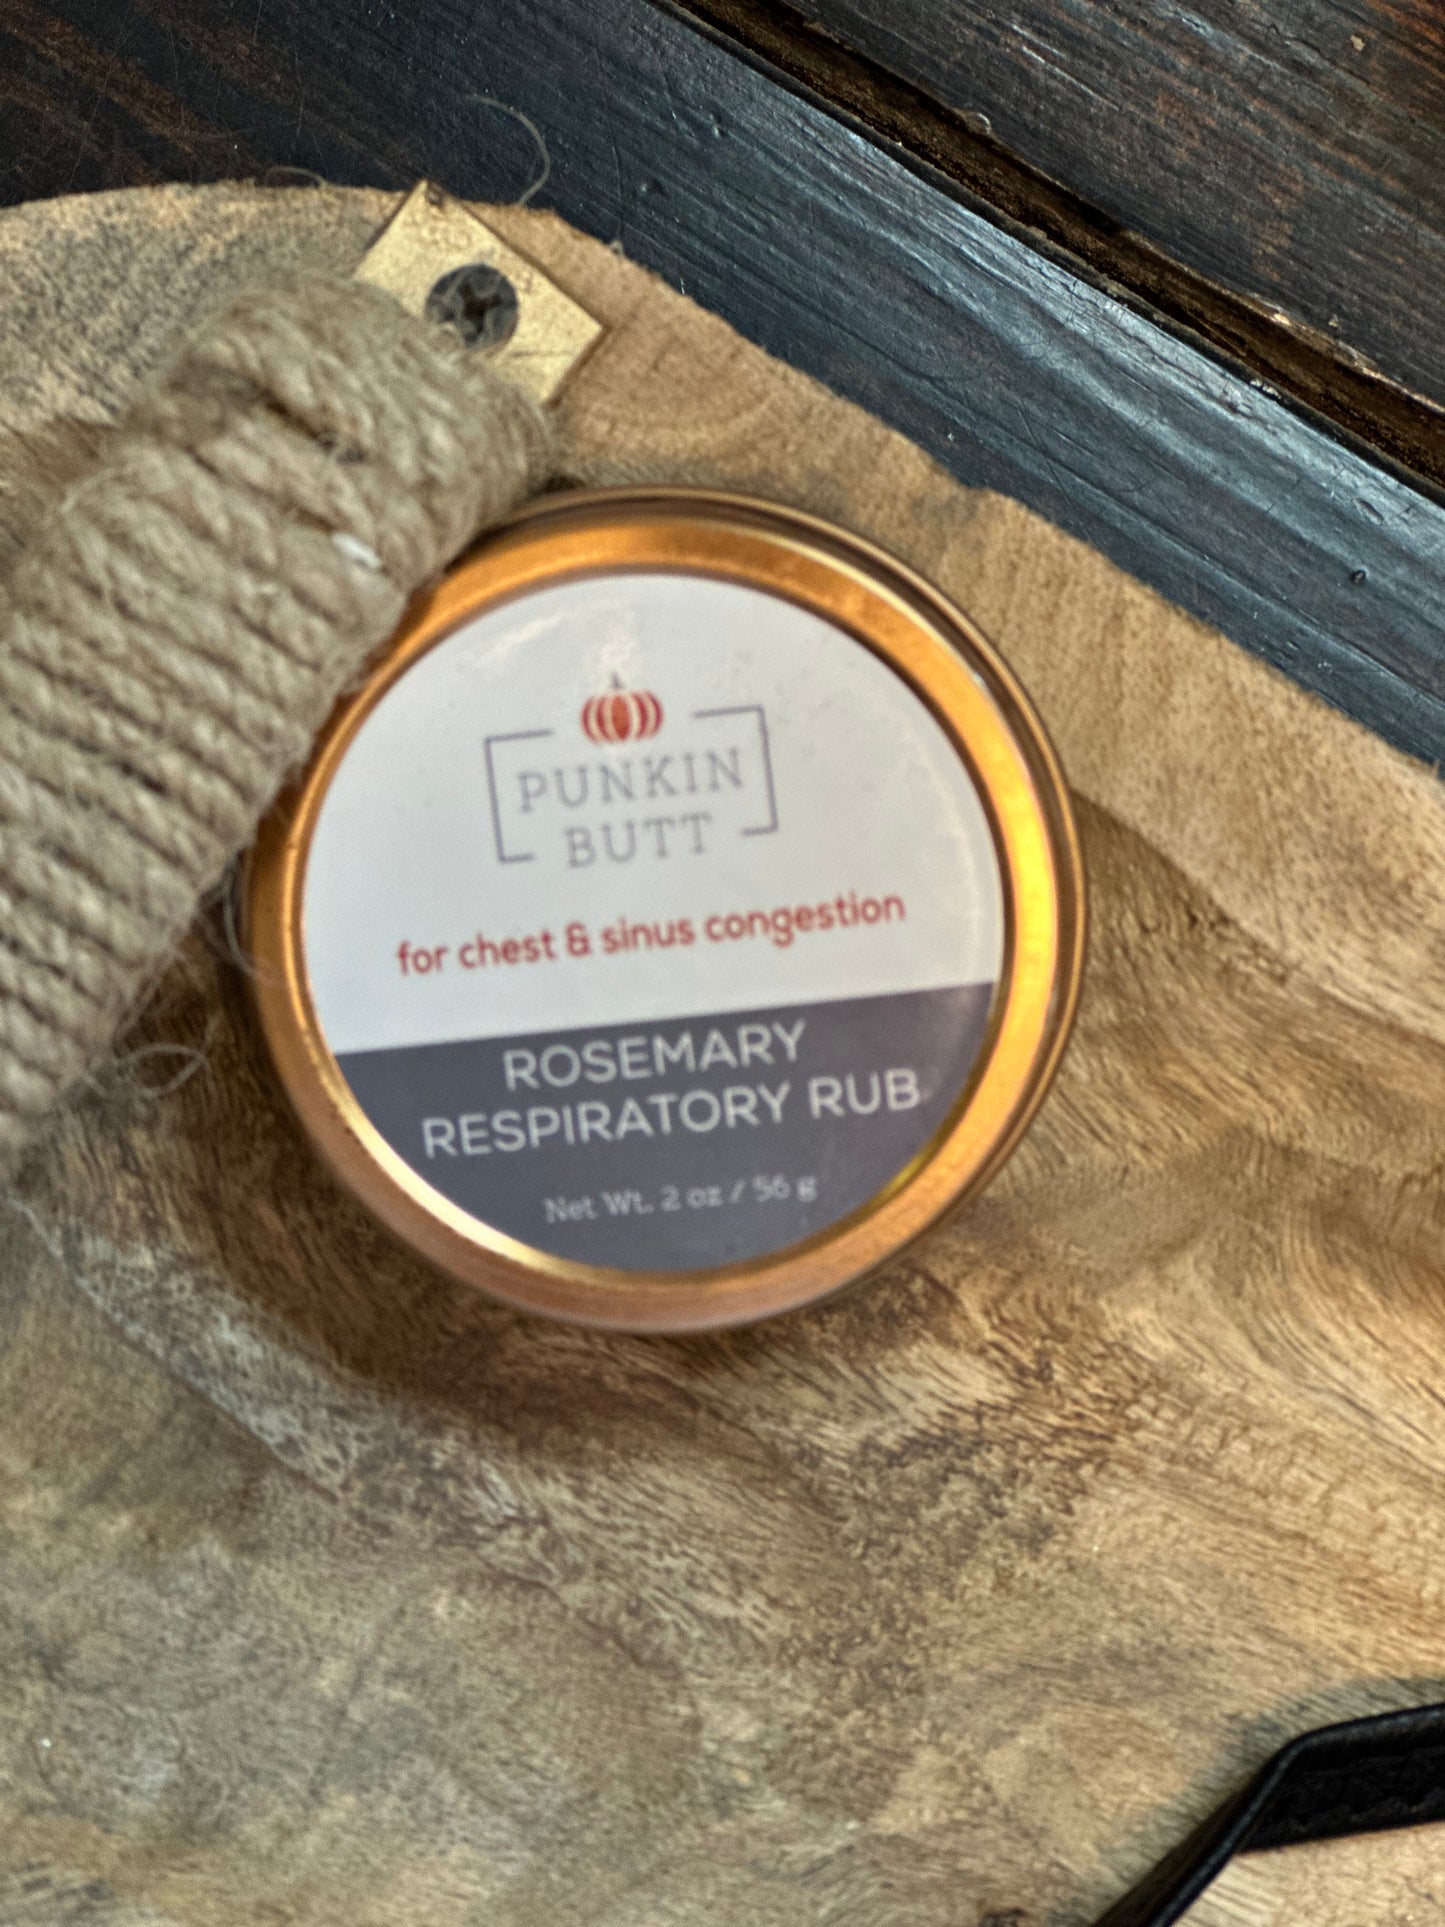 PUNKIN
BUTT
for chest & sinus congestion
ROSEMARY
RESPIRATORY RUB
Net Wt. 2 oz / 56 g